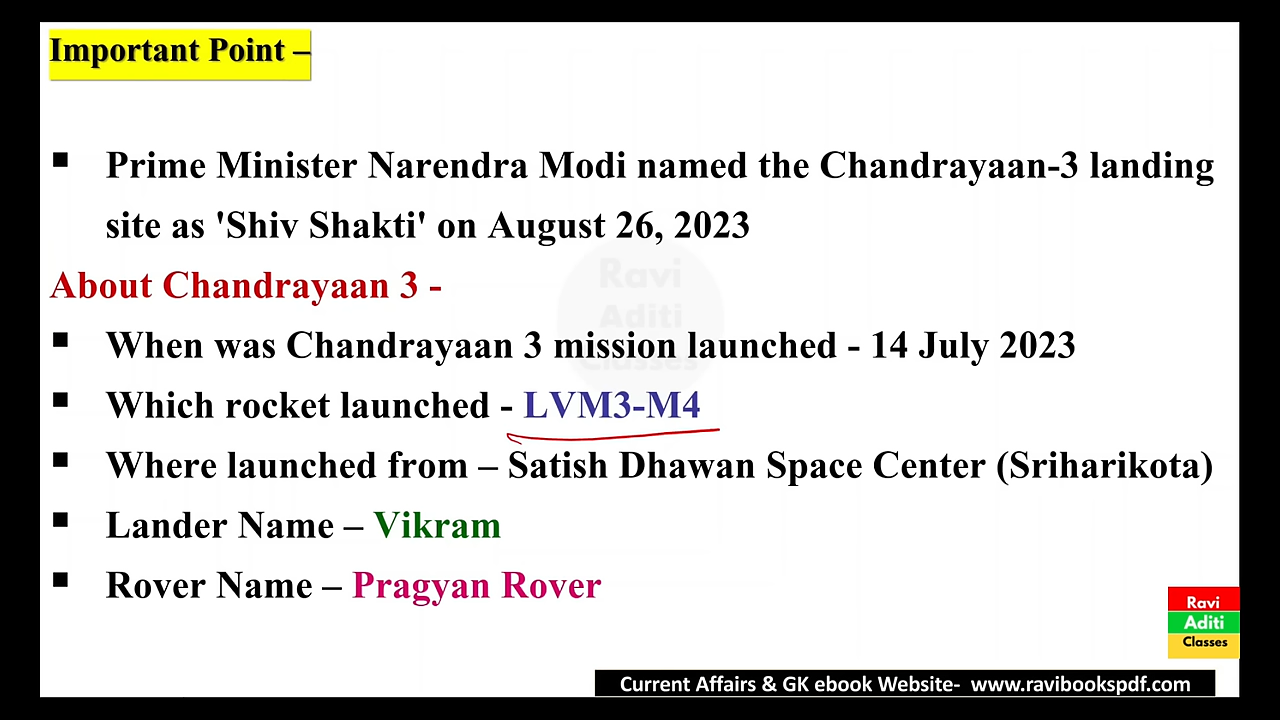 Important Point –
▪ Prime Minister Narendra Modi named the Chandrayaan-3 landing
site as 'Shiv Shakti' on August 26, 2023
About Chandrayaan 3 -
▪ When was Chandrayaan 3 mission launched - 14 July 2023
▪ Which rocket launched - LVM3-M4
▪ Where launched from – Satish Dhawan Space Center (Sriharikota)
▪ Lander Name – Vikram
▪ Rover Name – Pragyan Rover
Ravi
Aditi
Classes
Ravi
Aditi
Classes
Current Affairs & GK ebook Website- www.ravibookspdf.com